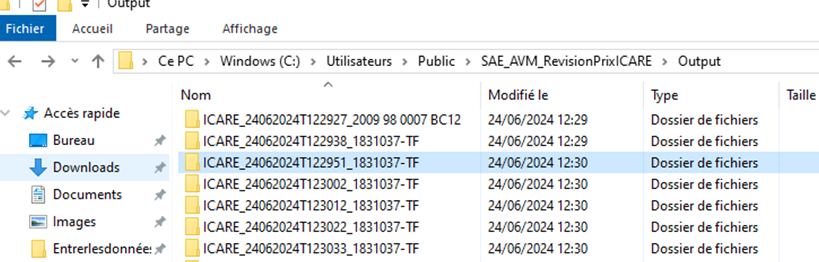 Output
Fichier Accueil Partage Affichage
Ce PC > Windows (C:) > Utilisateurs > Public > SAE_AVM_RevisionPrixICARE > Output
Nom Modifié le Type Taille
Accès rapide
Bureau
Downloads
Documents
Images
Entrerlesdonnées
ICARE_24062024T122927_2009 98 0007 BC12 24/06/2024 12:29 Dossier de fichiers
ICARE_24062024T122938_1831037-TF 24/06/2024 12:29 Dossier de fichiers
ICARE_24062024T122951_1831037-TF 24/06/2024 12:30 Dossier de fichiers
ICARE_24062024T123002_1831037-TF 24/06/2024 12:30 Dossier de fichiers
ICARE_24062024T123012_1831037-TF 24/06/2024 12:30 Dossier de fichiers
ICARE_24062024T123022_1831037-TF 24/06/2024 12:30 Dossier de fichiers
ICARE_24062024T123033_1831037-TF 24/06/2024 12:30 Dossier de fichiers